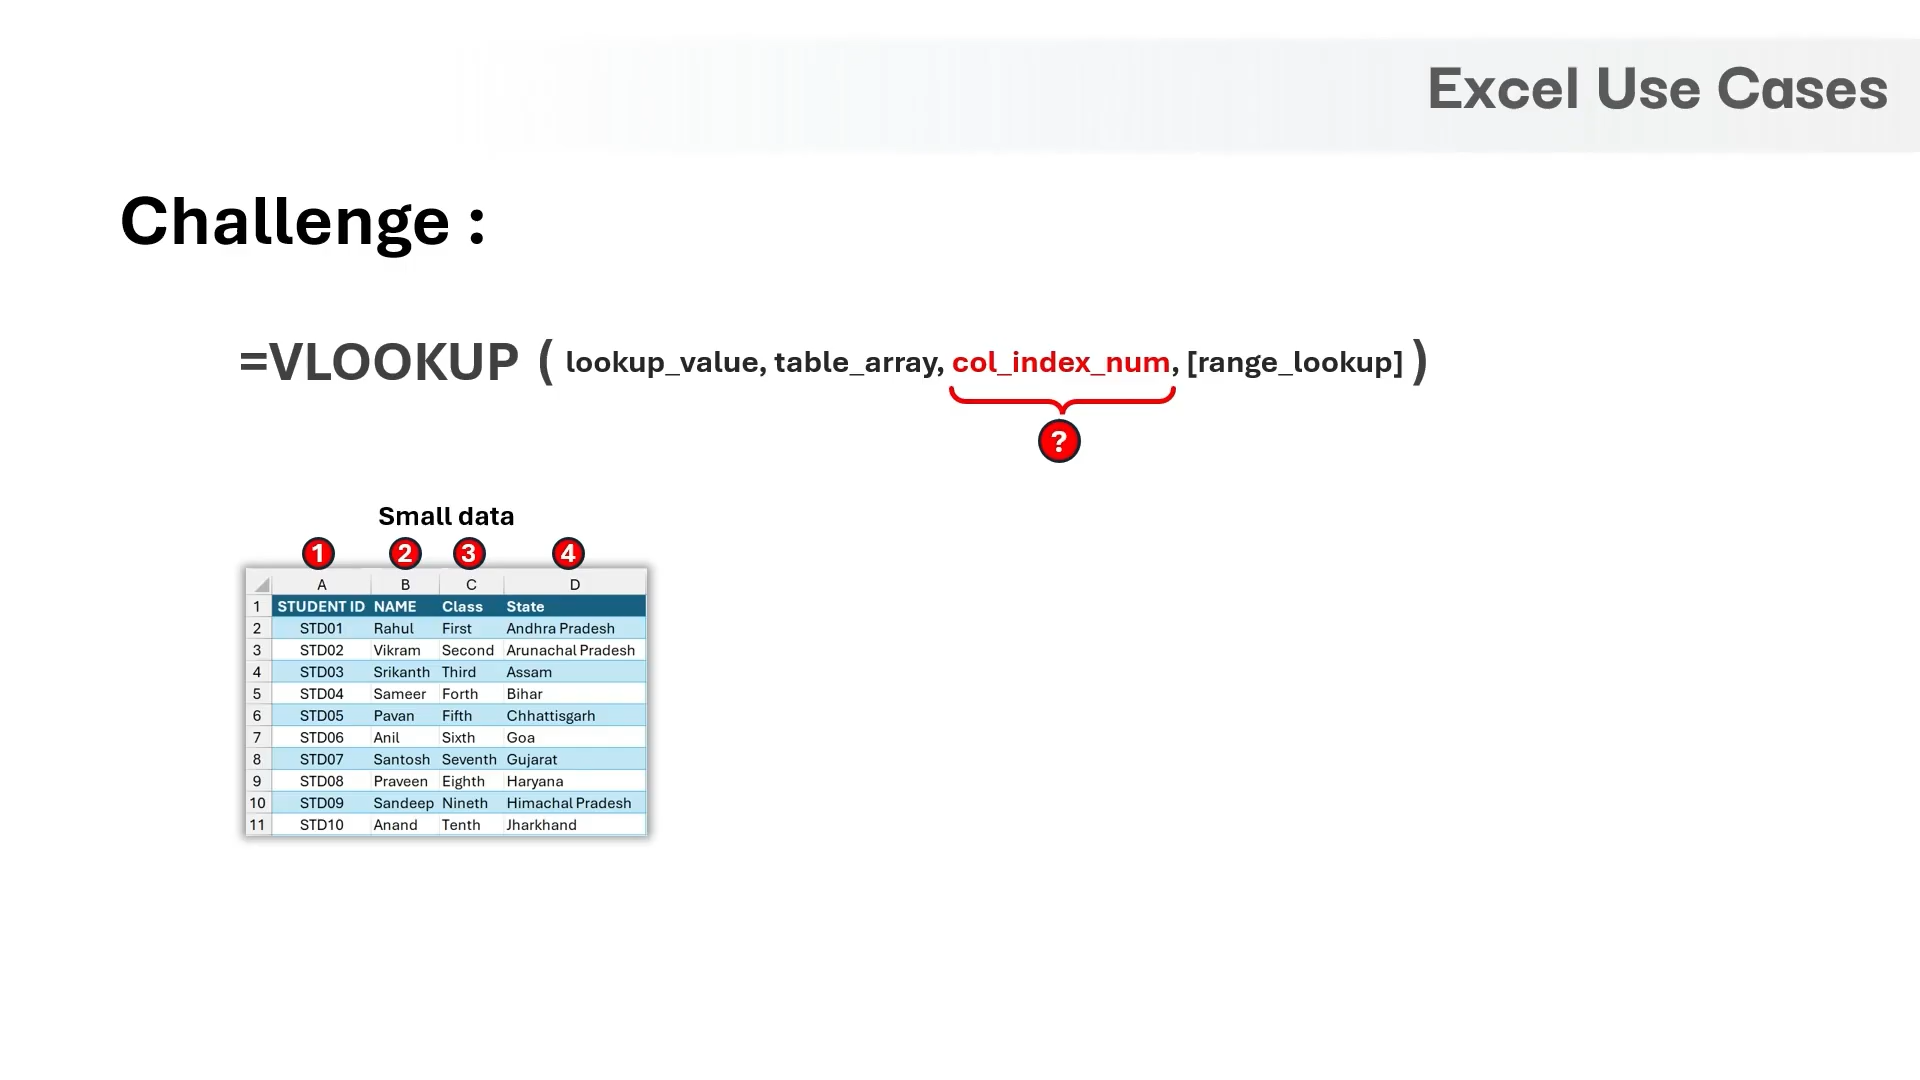 Excel Use Cases
Challenge :
=VLOOKUP ( lookup_value, table_array, col_index_num, [range_lookup] )
?
Small data
1 2 3 4
A B C D
1 STUDENT ID NAME Class State
2 STD01 Rahul First Andhra Pradesh
3 STD02 Vikram Second Arunachal Pradesh
4 STD03 Srikanth Third Assam
5 STD04 Sameer Forth Bihar
6 STD05 Pavan Fifth Chhattisgarh
7 STD06 Anil Sixth Goa
8 STD07 Santosh Seventh Gujarat
9 STD08 Praveen Eighth Haryana
10 STD09 Sandeep Nineth Himachal Pradesh
11 STD10 Anand Tenth Jharkhand